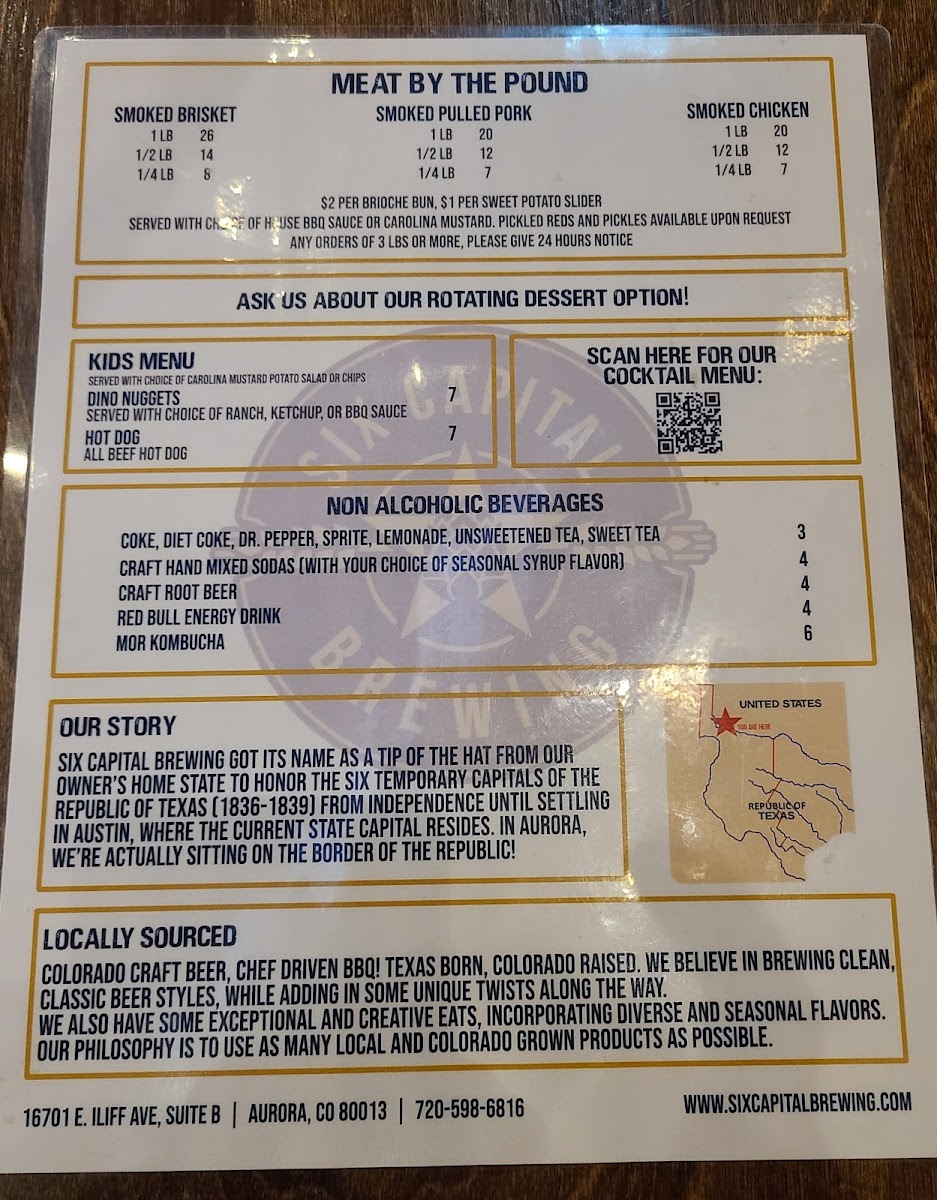 MEAT BY THE POUND
SMOKED BRISKET
1 LB 26
1/2 LB 14
1/4 LB 8
SMOKED PULLED PORK
1 LB 20
1/2 LB 12
1/4 LB 7
SMOKED CHICKEN
1 LB 20
1/2 LB 12
1/4 LB 7
$2 PER BRIOCHE BUN, $1 PER SWEET POTATO SLIDER
SERVED WITH CHOICE OF HOUSE BBQ SAUCE OR CAROLINA MUSTARD. PICKLED REDS AND PICKLES AVAILABLE UPON REQUEST
ANY ORDERS OF 3 LBS OR MORE, PLEASE GIVE 24 HOURS NOTICE
ASK US ABOUT OUR ROTATING DESSERT OPTION!
KIDS MENU
SERVED WITH CHOICE OF CAROLINA MUSTARD POTATO SALAD OR CHIPS
DINO NUGGETS 7
SERVED WITH CHOICE OF RANCH, KETCHUP, OR BBQ SAUCE
HOT DOG 7
ALL BEEF HOT DOG
SCAN HERE FOR OUR
COCKTAIL MENU:
SIX CAPITAL
BREWING
NON ALCOHOLIC BEVERAGES
COKE, DIET COKE, DR. PEPPER, SPRITE, LEMONADE, UNSWEETENED TEA, SWEET TEA 3
CRAFT HAND MIXED SODAS (WITH YOUR CHOICE OF SEASONAL SYRUP FLAVOR) 4
CRAFT ROOT BEER 4
RED BULL ENERGY DRINK 4
MOR KOMBUCHA 6
OUR STORY
SIX CAPITAL BREWING GOT ITS NAME AS A TIP OF THE HAT FROM OUR
OWNER'S HOME STATE TO HONOR THE SIX TEMPORARY CAPITALS OF THE
REPUBLIC OF TEXAS (1836-1839) FROM INDEPENDENCE UNTIL SETTLING
IN AUSTIN, WHERE THE CURRENT STATE CAPITAL RESIDES. IN AURORA,
WE'RE ACTUALLY SITTING ON THE BORDER OF THE REPUBLIC!
UNITED STATES
YOU ARE HERE
REPUBLIC OF
TEXAS
LOCALLY SOURCED
COLORADO CRAFT BEER, CHEF DRIVEN BBQ! TEXAS BORN, COLORADO RAISED. WE BELIEVE IN BREWING CLEAN,
CLASSIC BEER STYLES, WHILE ADDING IN SOME UNIQUE TWISTS ALONG THE WAY.
WE ALSO HAVE SOME EXCEPTIONAL AND CREATIVE EATS, INCORPORATING DIVERSE AND SEASONAL FLAVORS.
OUR PHILOSOPHY IS TO USE AS MANY LOCAL AND COLORADO GROWN PRODUCTS AS POSSIBLE.
16701 E. ILIFF AVE, SUITE B | AURORA, CO 80013 | 720-598-6816
WWW.SIXCAPITALBREWING.COM